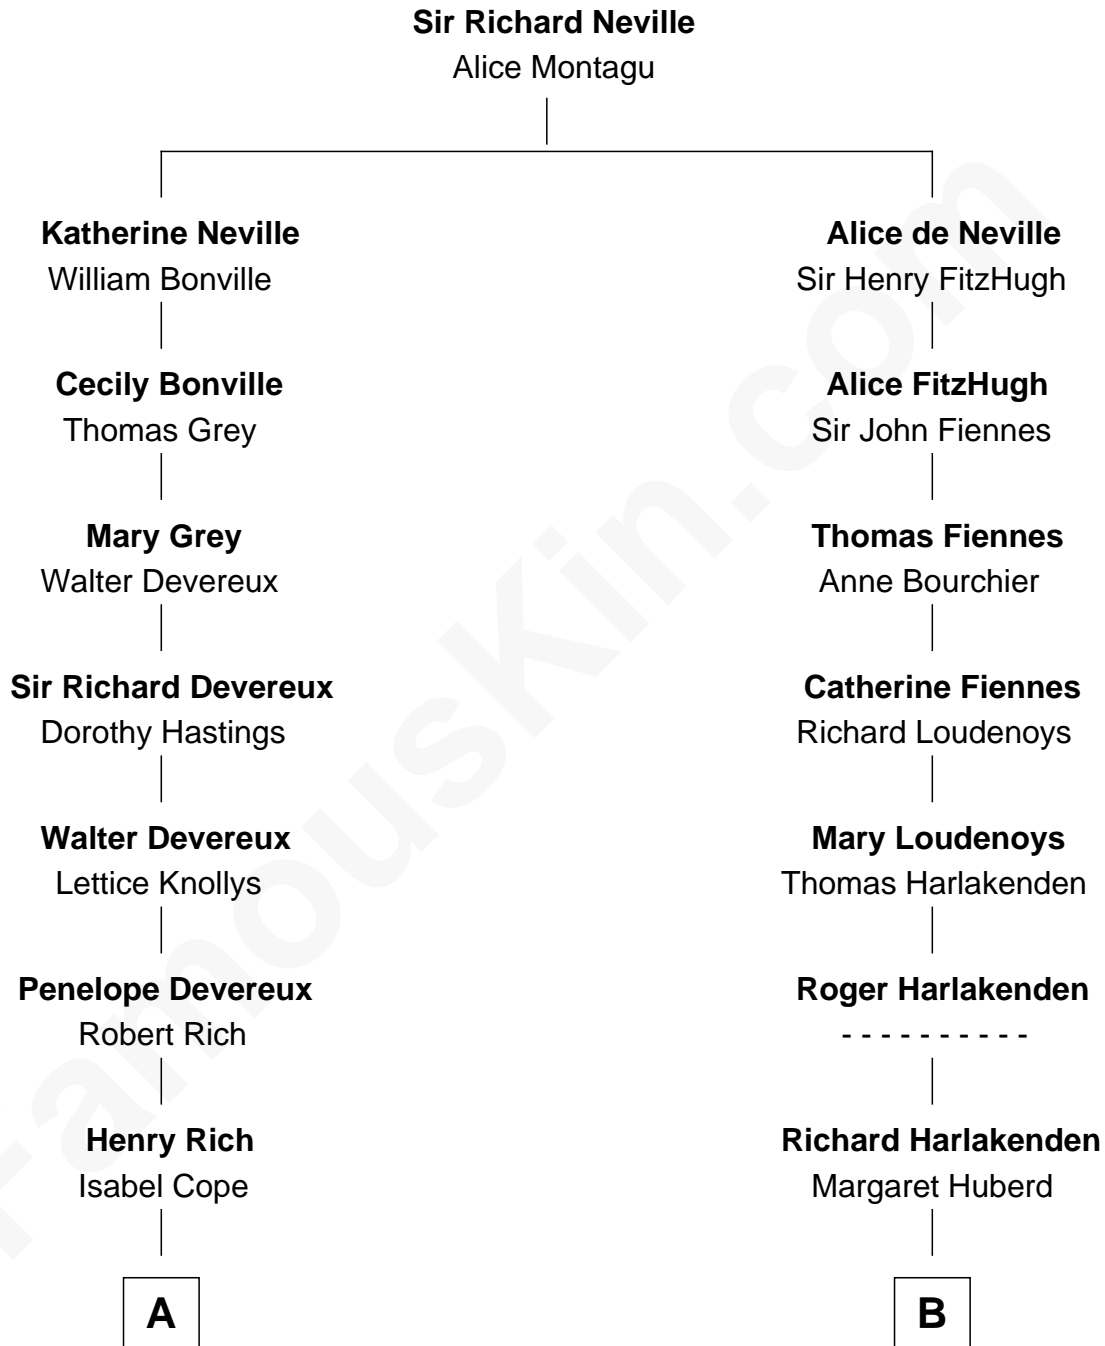 Sir Richard Neville
Alice Montagu
Katherine Neville
William Bonville
Alice de Neville
Sir Henry FitzHugh
Cecily Bonville
Thomas Grey
Alice FitzHugh
Sir John Fiennes
Mary Grey
Walter Devereux
Thomas Fiennes
Anne Bourchier
Sir Richard Devereux
Dorothy Hastings
Catherine Fiennes
Richard Loudenoys
Walter Devereux
Lettice Knollys
Mary Loudenoys
Thomas Harlakenden
Penelope Devereux
Robert Rich
Roger Harlakenden
- - - - - - - - - -
Henry Rich
Isabel Cope
Richard Harlakenden
Margaret Huberd
A
B
FamousKin.com